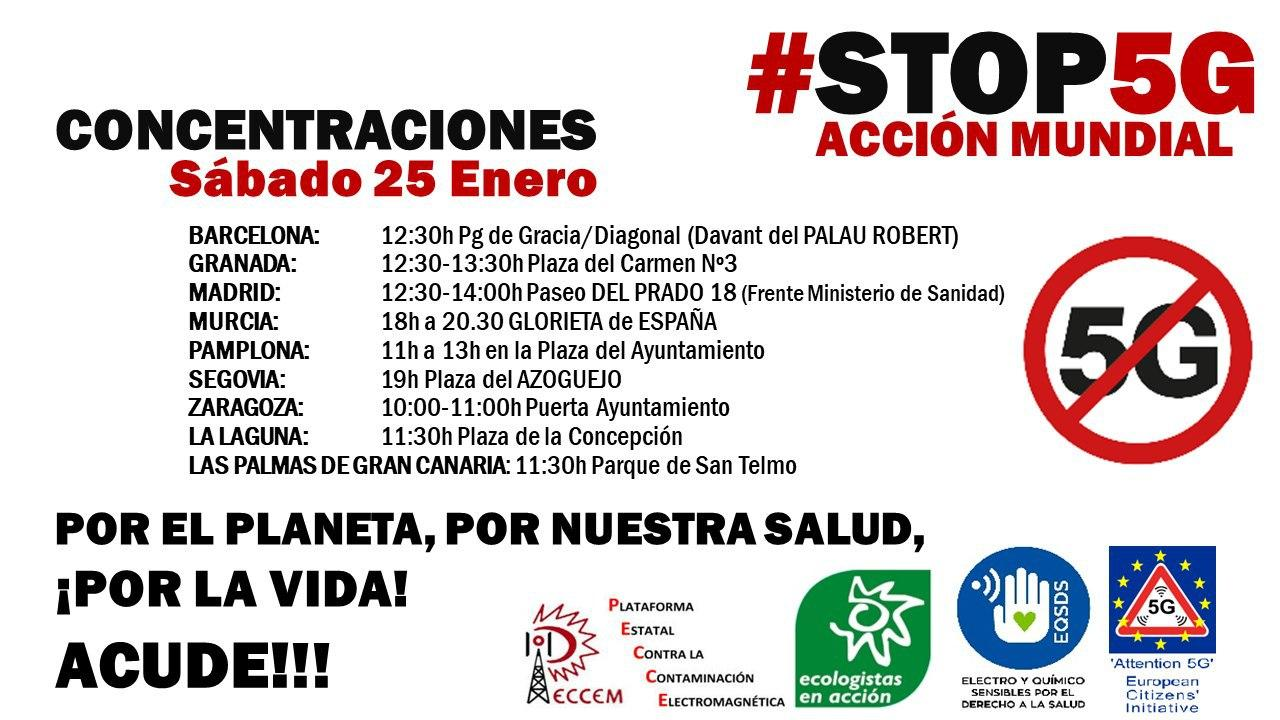 #STOP5G
ACCIÓN MUNDIAL
CONCENTRACIONES
Sábado 25 Enero
BARCELONA: 12:30h Pg de Gracia/Diagonal (Davant del PALAU ROBERT)
GRANADA: 12:30-13:30h Plaza del Carmen Nº3
MADRID: 12:30-14:00h Paseo DEL PRADO 18 (Frente Ministerio de Sanidad)
MURCIA: 18h a 20.30 GLORIETA de ESPAÑA
PAMPLONA: 11h a 13h en la Plaza del Ayuntamiento
SEGOVIA: 19h Plaza del AZOGUEJO
ZARAGOZA: 10:00-11:00h Puerta Ayuntamiento
LA LAGUNA: 11:30h Plaza de la Concepción
LAS PALMAS DE GRAN CANARIA: 11:30h Parque de San Telmo
5G
POR EL PLANETA, POR NUESTRA SALUD,
¡POR LA VIDA!
ACUDE!!!
PECCEM
PLATAFORMA
ESTATAL
CONTRA LA
CONTAMINACIÓN
ELECTROMAGNÉTICA
ecologistas
en acción
EQSDS
ELECTRO Y QUÍMICO
SENSIBLES POR EL
DERECHO A LA SALUD
5G
'Attention 5G'
European
Citizens'
Initiative